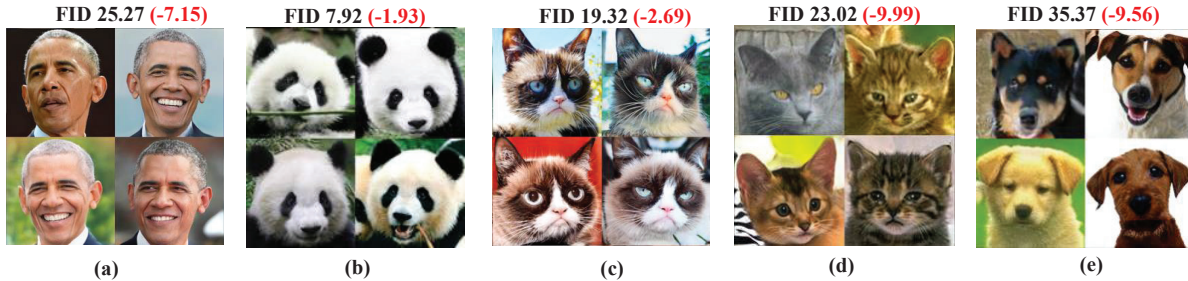 FID 25.27 (-7.15)
FID 7.92 (-1.93)
FID 19.32 (-2.69)
FID 23.02 (-9.99)
FID 35.37 (-9.56)
(a)
(b)
(c)
(d)
(e)